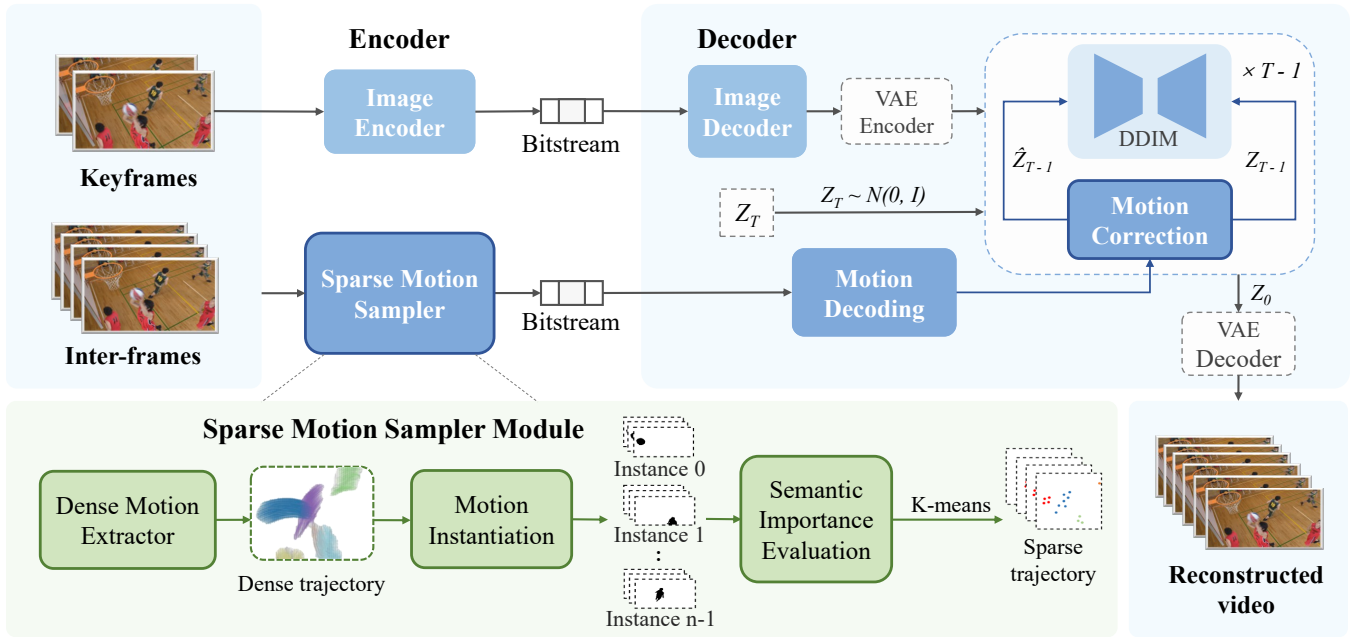 Encoder
Decoder
Keyframes
Image
Encoder
Bitstream
Image
Decoder
VAE
Encoder
× T - 1
DDIM
Ẑ_{T - 1}
Z_{T - 1}
Z_T
Z_T ~ N(0, I)
Motion
Correction
Inter-frames
Sparse Motion
Sampler
Bitstream
Motion
Decoding
Z_0
VAE
Decoder
Sparse Motion Sampler Module
Dense Motion
Extractor
Dense trajectory
Motion
Instantiation
Instance 0
Instance 1
:
Instance n-1
Semantic
Importance
Evaluation
K-means
Sparse
trajectory
Reconstructed
video